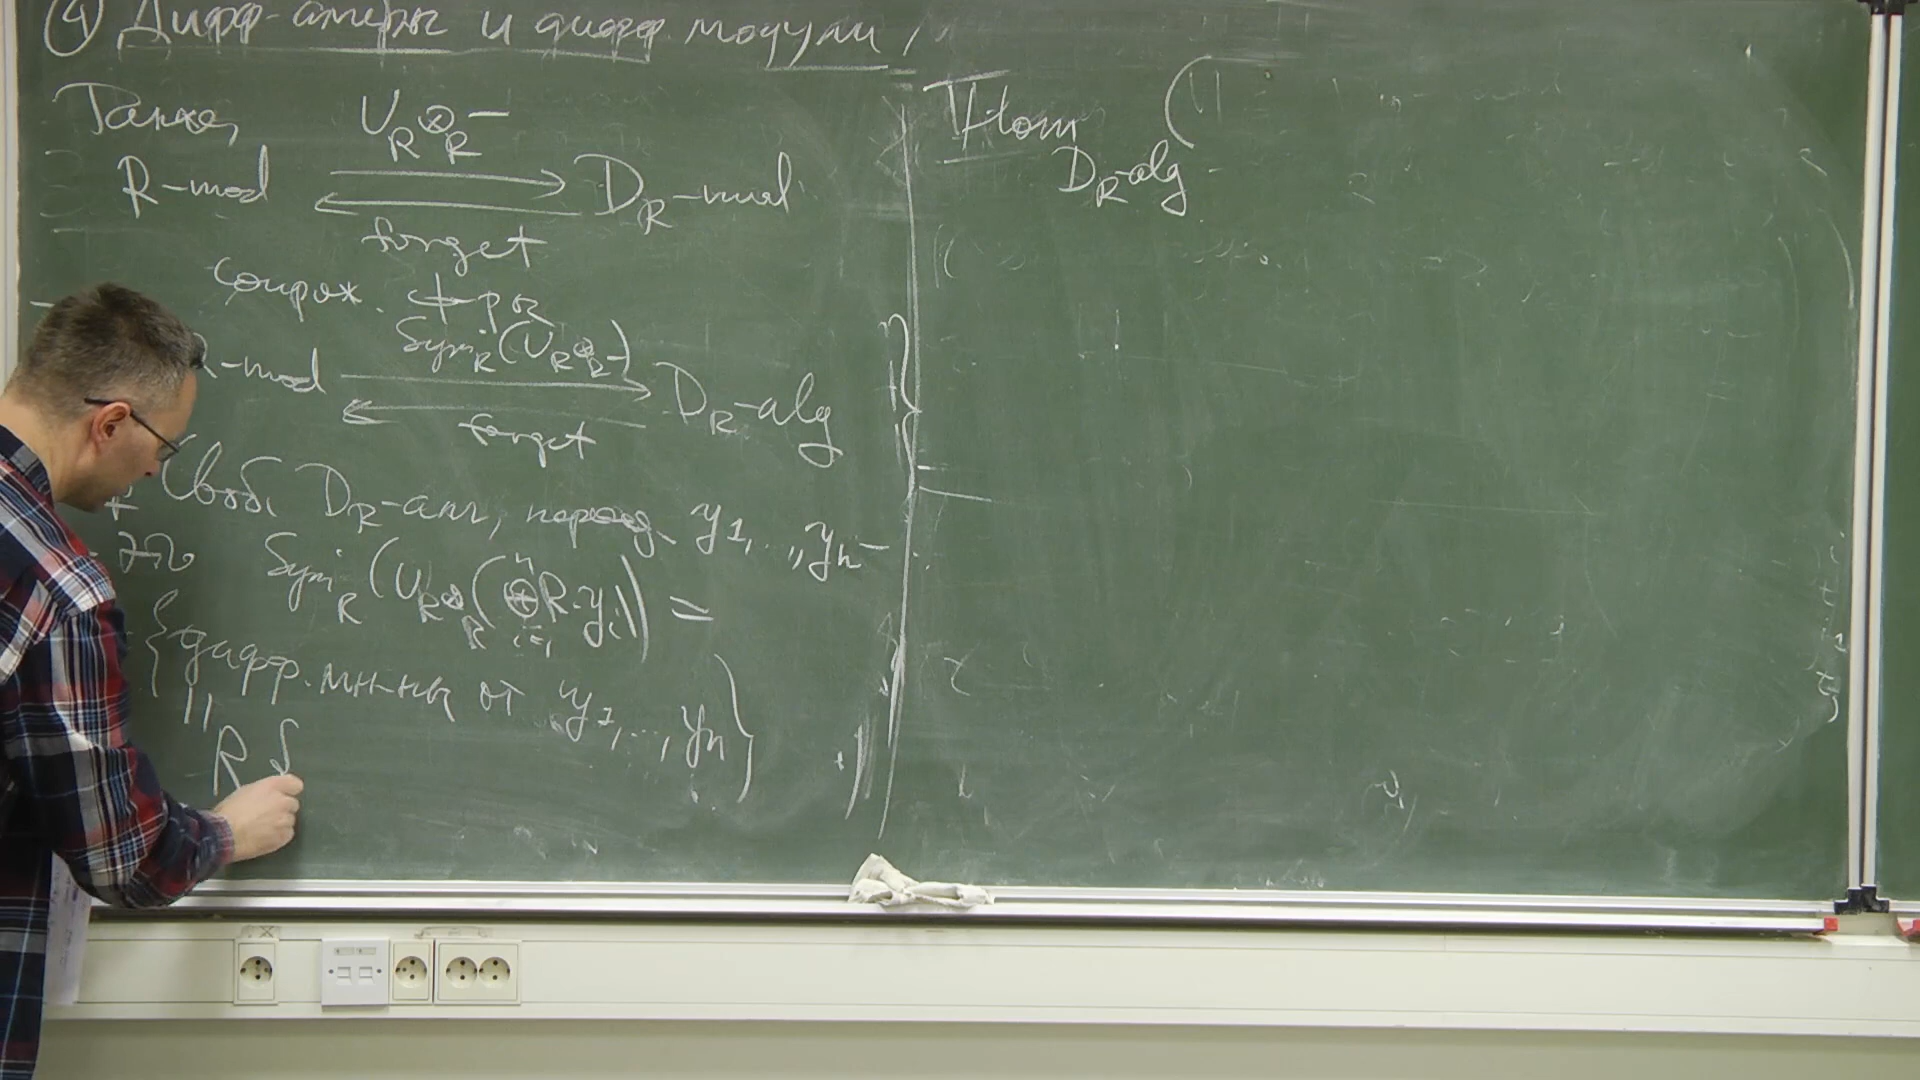 ④ Дифф. алгебры и дифф. модули
Также,
U_R ⊗_R −
R-mod ⇄ D_R-mod
forget
сопряж. ф-ры
Sym_R(U_R ⊗_R −)
R-mod ⇄ D_R-alg
forget
Своб. D_R-алг, порожд. y_1, ..., y_n −
это Sym_R(U_R ⊗_R (⊕_{i=1}^n R·y_i)) =
{дифф. мн-ны от y_1, ..., y_n}
"
R {
Hom_{D_R-alg} (